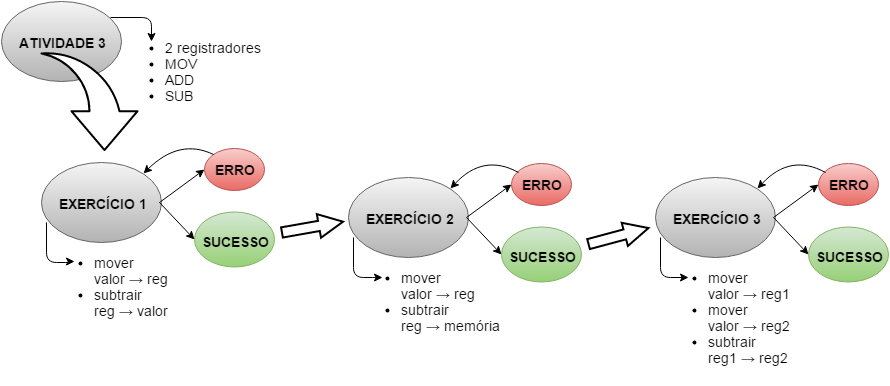 ATIVIDADE 3
• 2 registradores
• MOV
• ADD
• SUB
EXERCÍCIO 1
ERRO
SUCESSO
• mover
valor → reg
• subtrair
reg → valor
EXERCÍCIO 2
ERRO
SUCESSO
• mover
valor → reg
• subtrair
reg → memória
EXERCÍCIO 3
ERRO
SUCESSO
• mover
valor → reg1
• mover
valor → reg2
• subtrair
reg1 → reg2